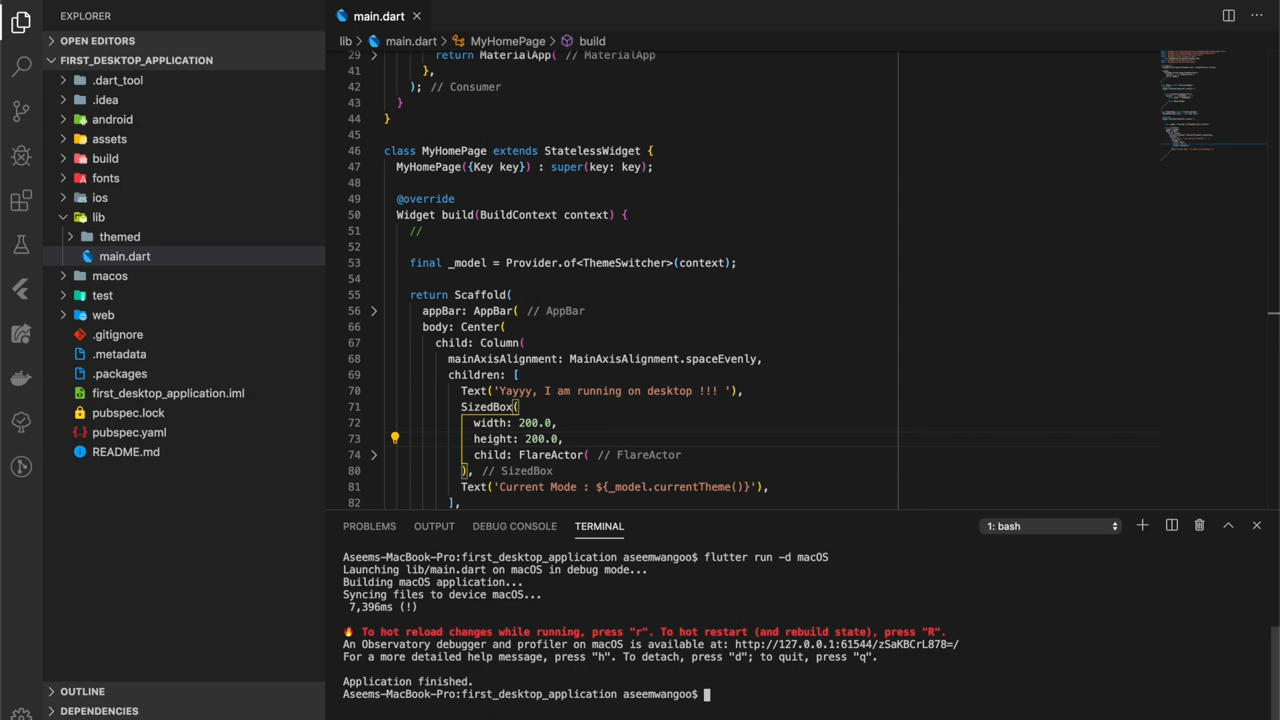 EXPLORER
OPEN EDITORS
FIRST_DESKTOP_APPLICATION
.dart_tool
.idea
android
assets
build
fonts
ios
lib
themed
main.dart
macos
test
web
.gitignore
.metadata
.packages
first_desktop_application.iml
pubspec.lock
pubspec.yaml
README.md
OUTLINE
DEPENDENCIES
main.dart
lib > main.dart > MyHomePage > build
29 return MaterialApp( // MaterialApp
41 },
42 ); // Consumer
43 }
44 }
45
46 class MyHomePage extends StatelessWidget {
47 MyHomePage({Key key}) : super(key: key);
48
49 @override
50 Widget build(BuildContext context) {
51 //
52
53 final _model = Provider.of<ThemeSwitcher>(context);
54
55 return Scaffold(
56 appBar: AppBar( // AppBar
66 body: Center(
67 child: Column(
68 mainAxisAlignment: MainAxisAlignment.spaceEvenly,
69 children: [
70 Text('Yayyy, I am running on desktop !!! '),
71 SizedBox(
72 width: 200.0,
73 height: 200.0,
74 child: FlareActor( // FlareActor
80 ), // SizedBox
81 Text('Current Mode : ${_model.currentTheme()}'),
82 ],
PROBLEMS OUTPUT DEBUG CONSOLE TERMINAL 1: bash
Aseems-MacBook-Pro:first_desktop_application aseemwangoo$ flutter run -d macOS
Launching lib/main.dart on macOS in debug mode...
Building macOS application...
Syncing files to device macOS...
7,396ms (!)
🔥 To hot reload changes while running, press "r". To hot restart (and rebuild state), press "R".
An Observatory debugger and profiler on macOS is available at: http://127.0.0.1:61544/zSaKBCrL878=/
For a more detailed help message, press "h". To detach, press "d"; to quit, press "q".
Application finished.
Aseems-MacBook-Pro:first_desktop_application aseemwangoo$